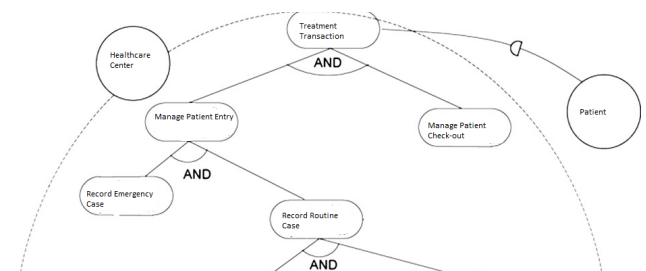 Treatment
Transaction
Healthcare
Center
AND
Patient
Manage Patient Entry
Manage Patient
Check-out
AND
Record Emergency
Case
Record Routine
Case
AND